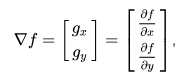 ∇f = [ g_x g_y ] = [ ∂f/∂x ∂f/∂y ],